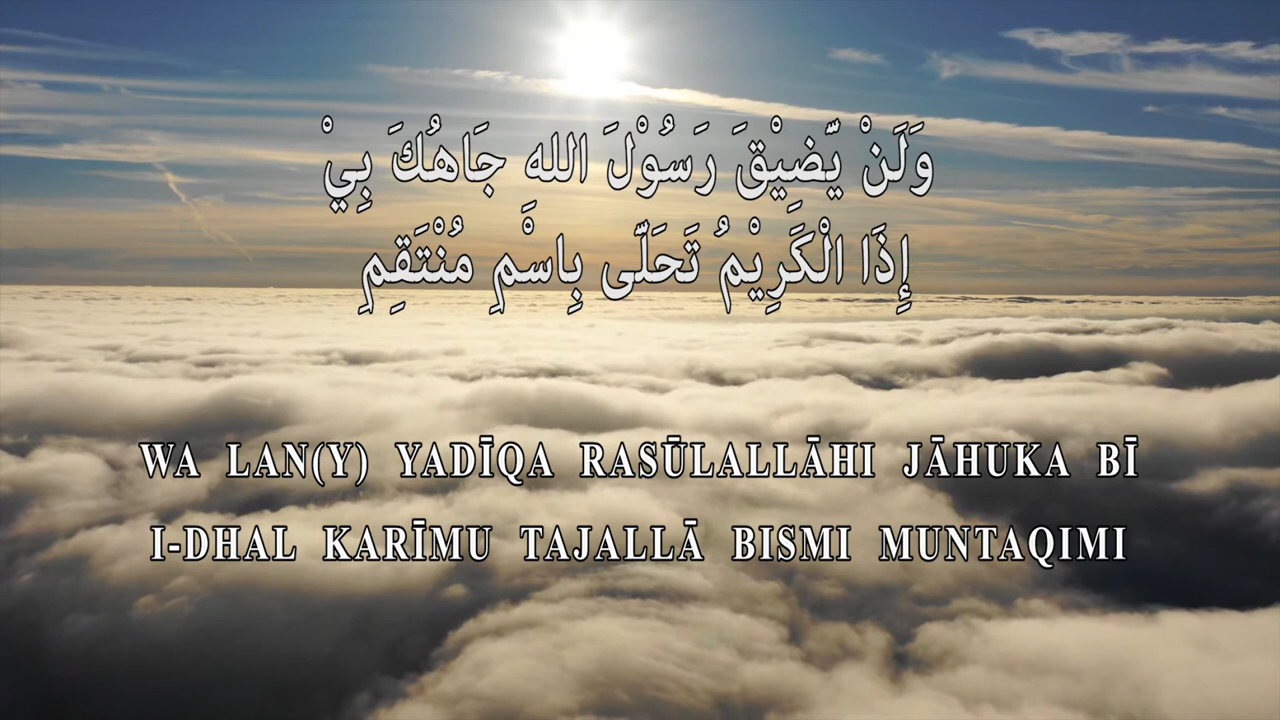 وَلَنْ يَّضِيْقَ رَسُوْلَ اللهِ جَاهُكَ بِيْ
إِذَا الْكَرِيْمُ تَحَلّى بِاسْمِ مُنْتَقِمِ
WA LAN(Y) YADĪQA RASŪLALLĀHI JĀHUKA BĪ
I-DHAL KARĪMU TAJALLĀ BISMI MUNTAQIMI